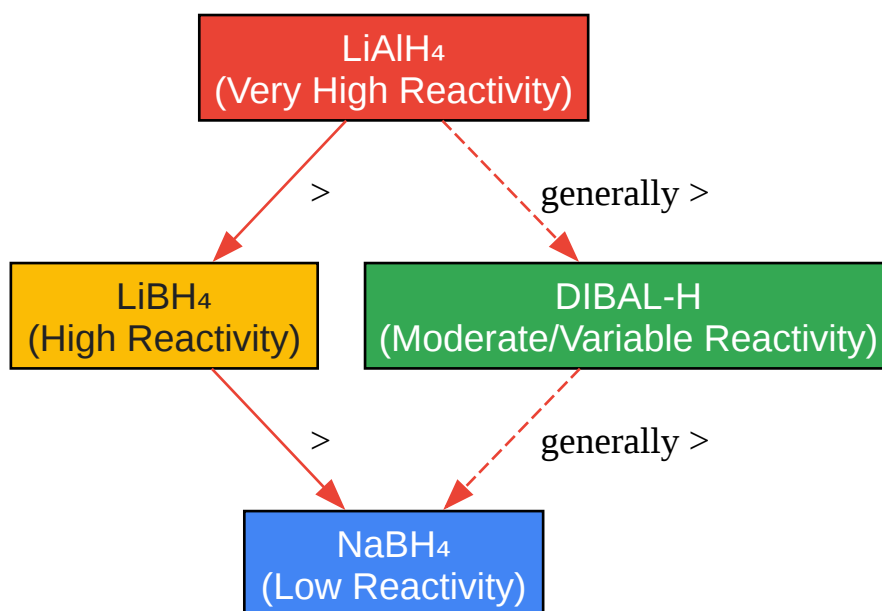 LiAlH₄
(Very High Reactivity)
>
generally >
LiBH₄
(High Reactivity)
DIBAL-H
(Moderate/Variable Reactivity)
>
generally >
NaBH₄
(Low Reactivity)